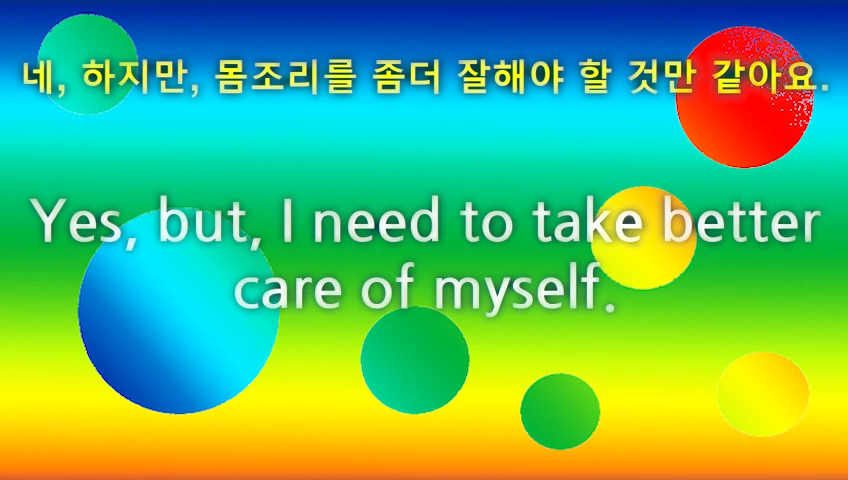 네, 하지만, 몸조리를 좀더 잘해야 할 것만 같아요.
Yes, but, I need to take better
care of myself.